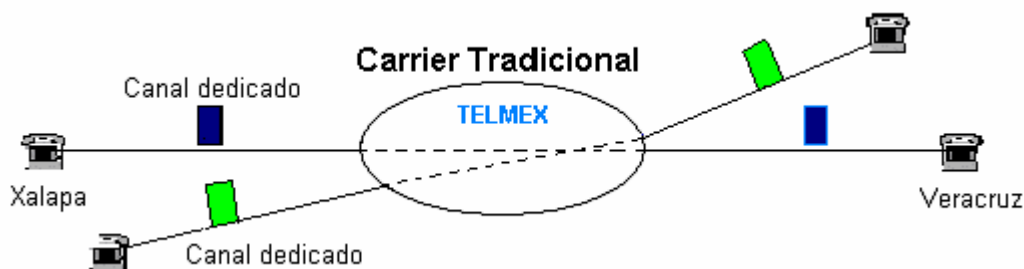 Carrier Tradicional
Canal dedicado
TELMEX
Xalapa
Veracruz
Canal dedicado